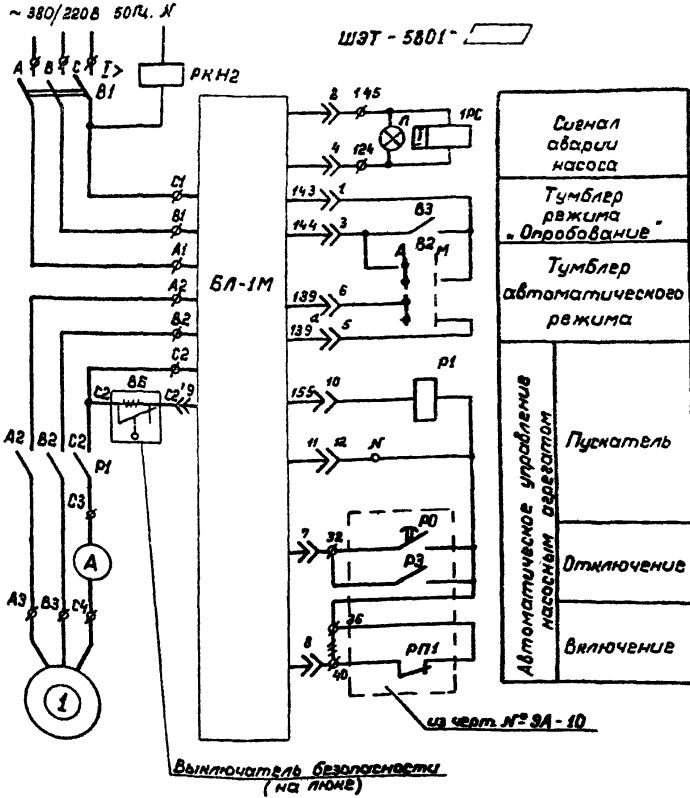 ~ 380/220В 50Гц. N
ШЭТ - 5801 -
А В С I>
В1
РКН2
2 145
Л
1РС
I
4 124
Сигнал
аварии
насоса
С1
143 1
В1
144 3
В3
Тумблер
режима
"Опробование"
А1
В2
А М
БЛ-1М
А2
139 6
а
139 5
Тумблер
автоматического
режима
В2
С2
ВБ
С2
С2'9
155 10
Р1
11 12
N
Пускатель
А2 В2 С2
Р1
С3
7
32
РО
РЗ
Отключение
А
А3 В3 С4
36
8
40
РП1
Включение
Автоматическое управление
насосным агрегатом
1
из черт. № ЭА-10
Выключатель безопасности
(на люке)